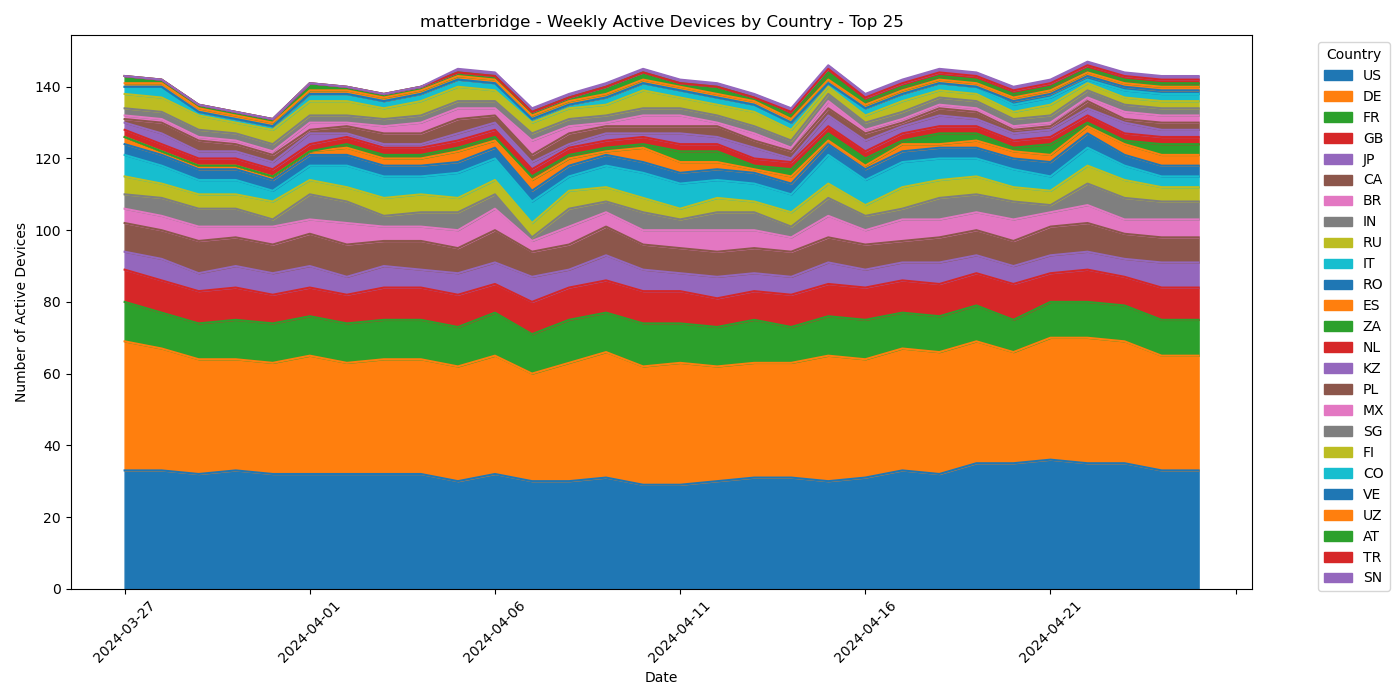 matterbridge - Weekly Active Devices by Country - Top 25
Number of Active Devices
140
120
100
80
60
40
20
0
2024-03-27
2024-04-01
2024-04-06
2024-04-11
2024-04-16
2024-04-21
Date
Country
US
DE
FR
GB
JP
CA
BR
IN
RU
IT
RO
ES
ZA
NL
KZ
PL
MX
SG
FI
CO
VE
UZ
AT
TR
SN